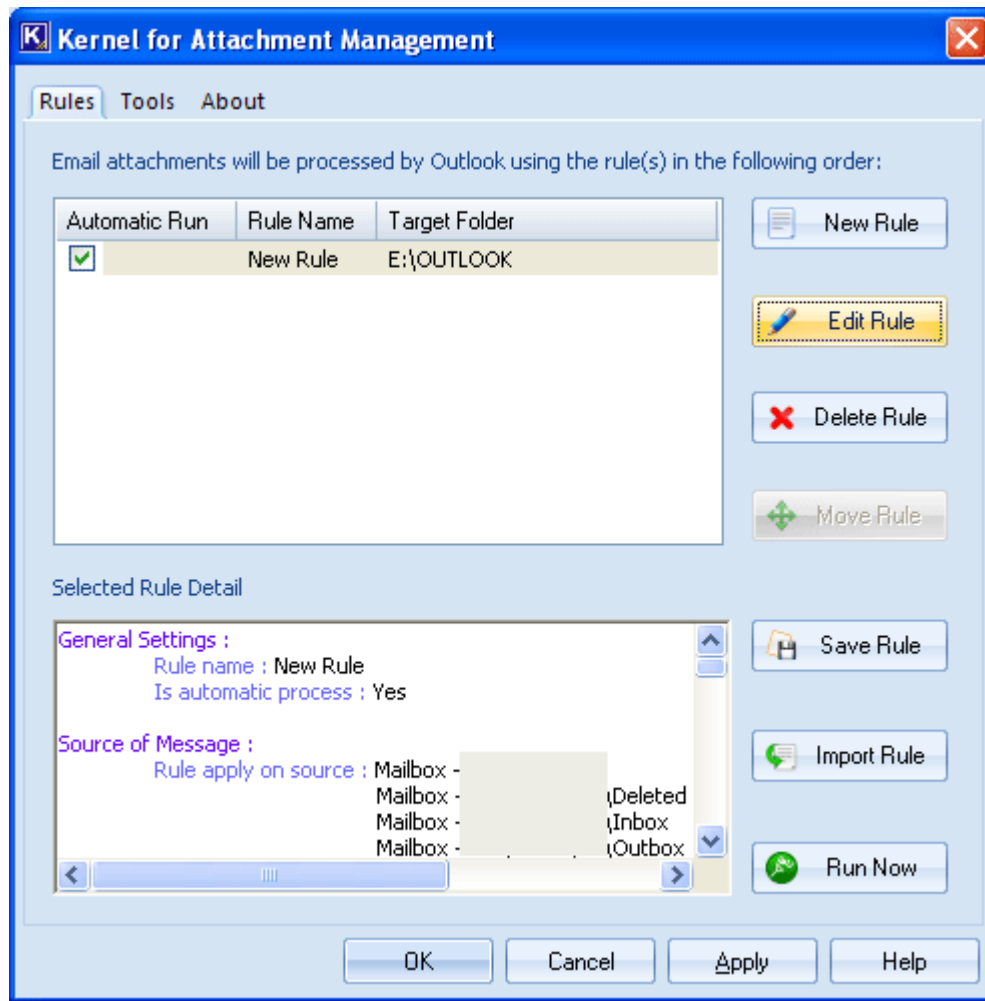 Kernel for Attachment Management
Rules Tools About
Email attachments will be processed by Outlook using the rule(s) in the following order:
Automatic Run Rule Name Target Folder
New Rule E:\OUTLOOK
New Rule
Edit Rule
Delete Rule
Move Rule
Selected Rule Detail
General Settings :
Rule name : New Rule
Is automatic process : Yes
Source of Message :
Rule apply on source : Mailbox -
Mailbox - \Deleted
Mailbox - \Inbox
Mailbox - \Outbox
Save Rule
Import Rule
Run Now
OK Cancel Apply Help